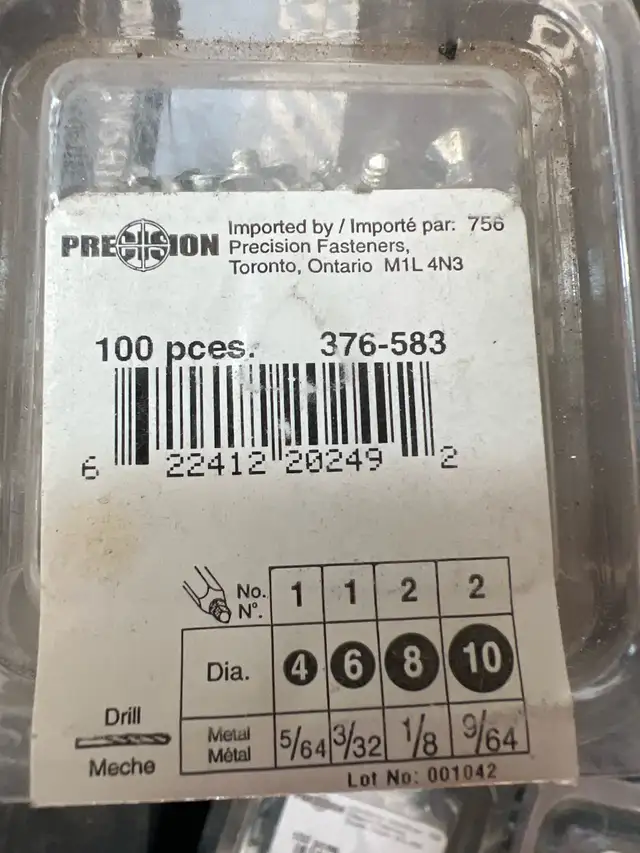 PRECISION
Imported by / Importé par: 756
Precision Fasteners,
Toronto, Ontario M1L 4N3
100 pces. 376-583
6 22412 20249 2
No. N°. 1 1 2 2
Dia. 4 6 8 10
Drill
Meche
Metal Métal 5/64 3/32 1/8 9/64
Lot No: 001042